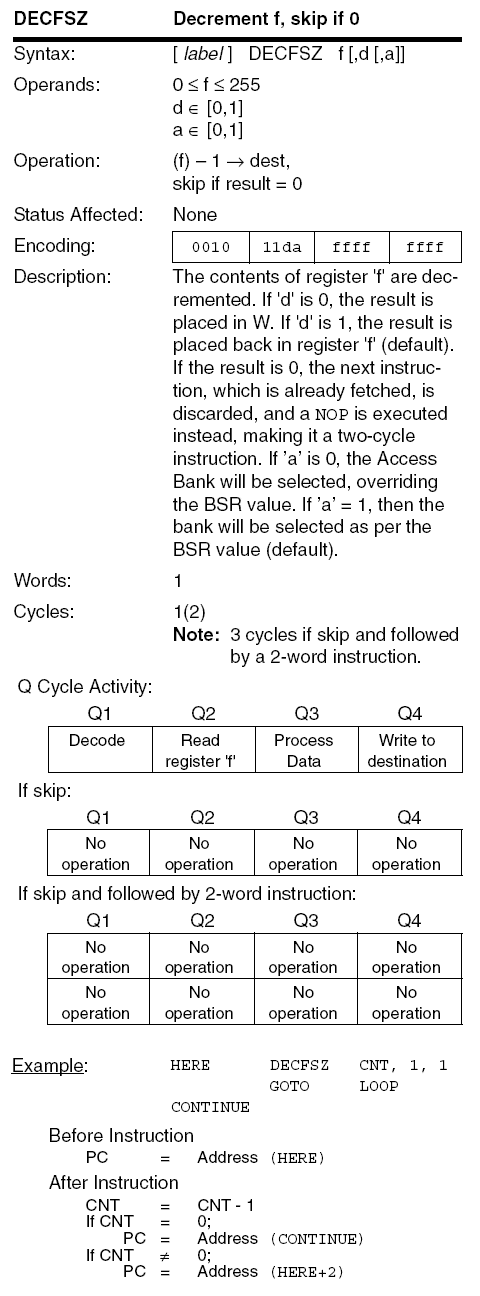 DECFSZ Decrement f, skip if 0
Syntax: [ label ] DECFSZ f [,d [,a]]
Operands: 0 ≤ f ≤ 255
d ∈ [0,1]
a ∈ [0,1]
Operation: (f) – 1 → dest,
skip if result = 0
Status Affected: None
Encoding: 0010 11da ffff ffff
Description: The contents of register 'f' are dec-
remented. If 'd' is 0, the result is
placed in W. If 'd' is 1, the result is
placed back in register 'f' (default).
If the result is 0, the next instruc-
tion, which is already fetched, is
discarded, and a NOP is executed
instead, making it a two-cycle
instruction. If ’a’ is 0, the Access
Bank will be selected, overriding
the BSR value. If ’a’ = 1, then the
bank will be selected as per the
BSR value (default).
Words: 1
Cycles: 1(2)
Note: 3 cycles if skip and followed
by a 2-word instruction.
Q Cycle Activity:
Q1 Q2 Q3 Q4
Decode Read Process Write to
register 'f' Data destination
If skip:
Q1 Q2 Q3 Q4
No No No No
operation operation operation operation
If skip and followed by 2-word instruction:
Q1 Q2 Q3 Q4
No No No No
operation operation operation operation
No No No No
operation operation operation operation
Example: HERE DECFSZ CNT, 1, 1
GOTO LOOP
CONTINUE
Before Instruction
PC = Address (HERE)
After Instruction
CNT = CNT - 1
If CNT = 0;
PC = Address (CONTINUE)
If CNT ≠ 0;
PC = Address (HERE+2)